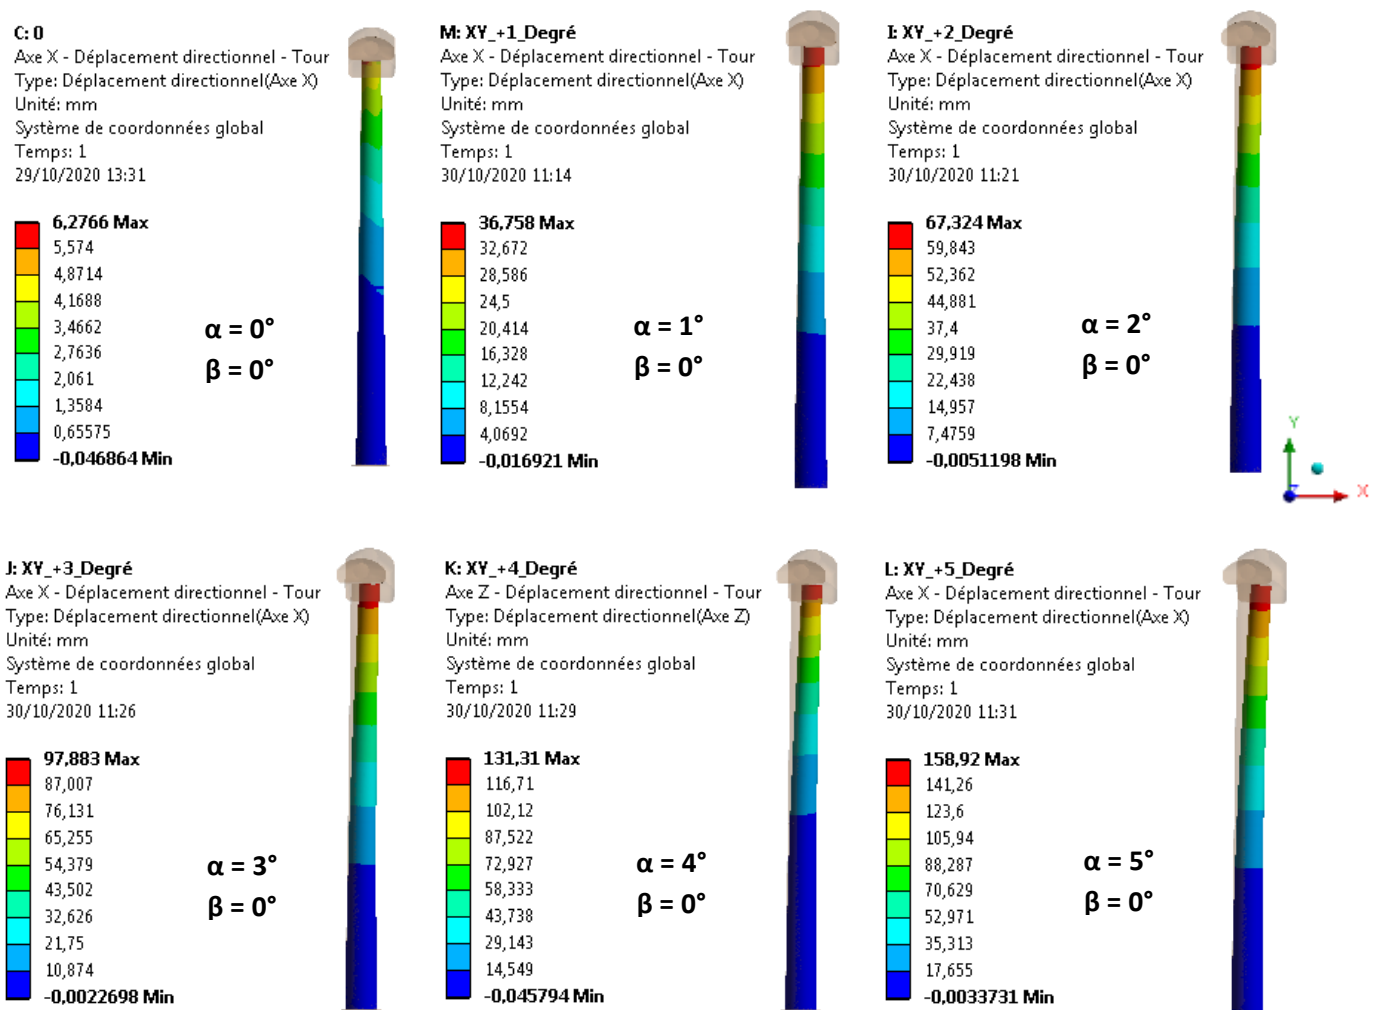 C: 0
Axe X - Déplacement directionnel - Tour
Type: Déplacement directionnel(Axe X)
Unité: mm
Système de coordonnées global
Temps: 1
29/10/2020 13:31
6,2766 Max
5,574
4,8714
4,1688
3,4662
2,7636
2,061
1,3584
0,65575
-0,046864 Min
α = 0°
β = 0°
M: XY_+1_Degré
Axe X - Déplacement directionnel - Tour
Type: Déplacement directionnel(Axe X)
Unité: mm
Système de coordonnées global
Temps: 1
30/10/2020 11:14
36,758 Max
32,672
28,586
24,5
20,414
16,328
12,242
8,1554
4,0692
-0,016921 Min
α = 1°
β = 0°
I: XY_+2_Degré
Axe X - Déplacement directionnel - Tour
Type: Déplacement directionnel(Axe X)
Unité: mm
Système de coordonnées global
Temps: 1
30/10/2020 11:21
67,324 Max
59,843
52,362
44,881
37,4
29,919
22,438
14,957
7,4759
-0,0051198 Min
α = 2°
β = 0°
Y
Z
X
J: XY_+3_Degré
Axe X - Déplacement directionnel - Tour
Type: Déplacement directionnel(Axe X)
Unité: mm
Système de coordonnées global
Temps: 1
30/10/2020 11:26
97,883 Max
87,007
76,131
65,255
54,379
43,502
32,626
21,75
10,874
-0,0022698 Min
α = 3°
β = 0°
K: XY_+4_Degré
Axe Z - Déplacement directionnel - Tour
Type: Déplacement directionnel(Axe Z)
Unité: mm
Système de coordonnées global
Temps: 1
30/10/2020 11:29
131,31 Max
116,71
102,12
87,522
72,927
58,333
43,738
29,143
14,549
-0,045794 Min
α = 4°
β = 0°
L: XY_+5_Degré
Axe X - Déplacement directionnel - Tour
Type: Déplacement directionnel(Axe X)
Unité: mm
Système de coordonnées global
Temps: 1
30/10/2020 11:31
158,92 Max
141,26
123,6
105,94
88,287
70,629
52,971
35,313
17,655
-0,0033731 Min
α = 5°
β = 0°